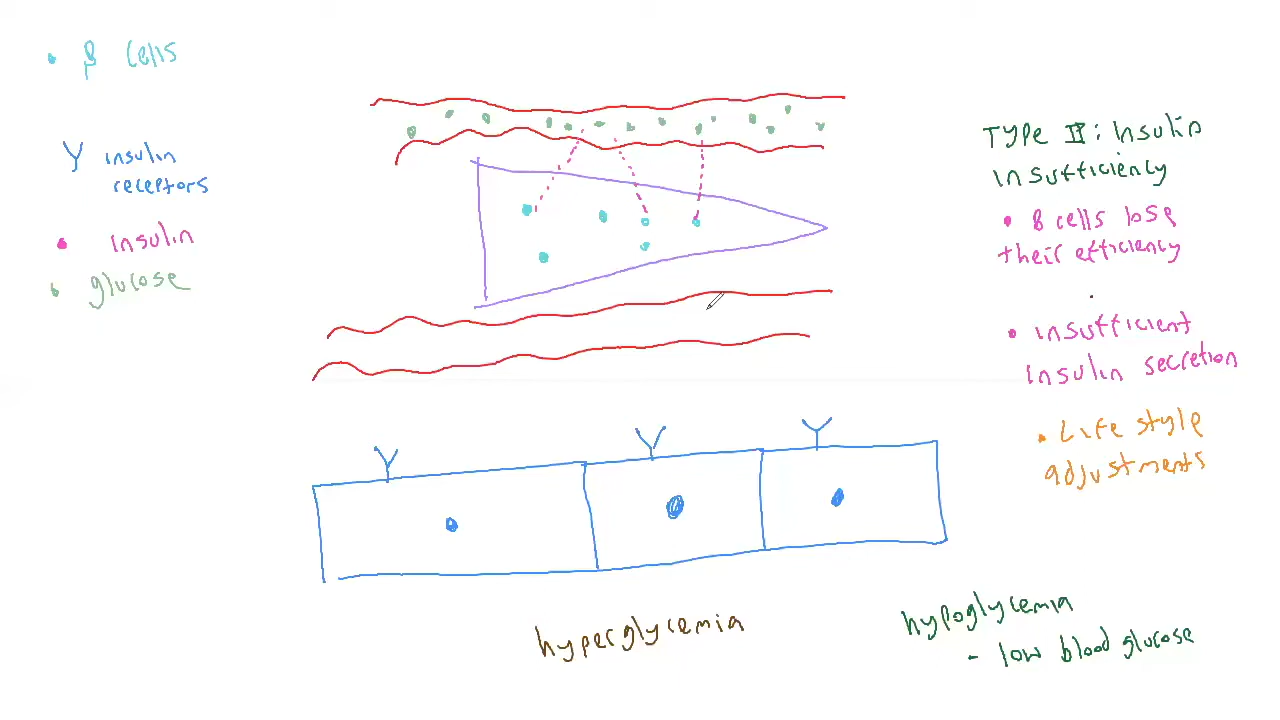 β cells
insulin
receptors
insulin
glucose
TYPE II: Insulin
insufficiency
β cells lose
their efficiency
insufficient
insulin secretion
Life style
adjustments
hyperglycemia
hypoglycemia
- low blood glucose